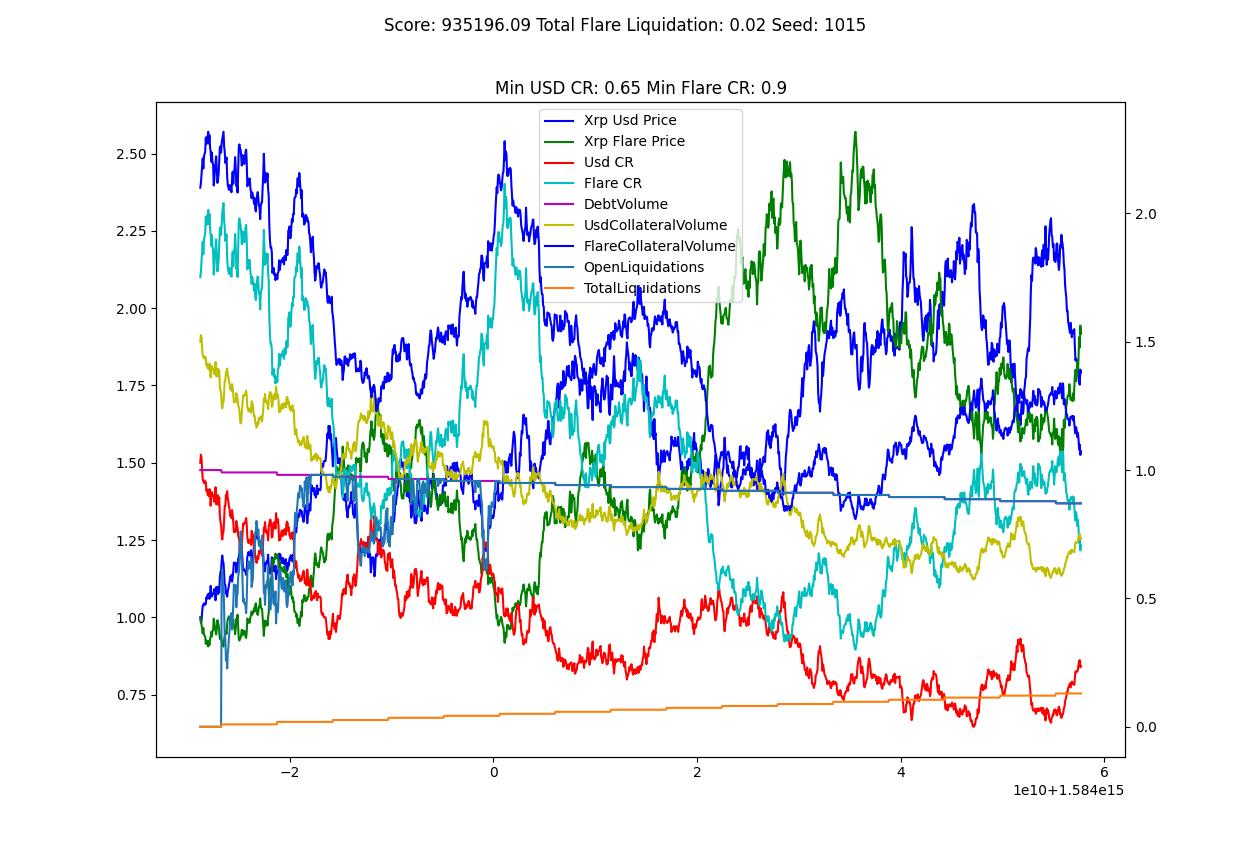 Score: 935196.09 Total Flare Liquidation: 0.02 Seed: 1015
Min USD CR: 0.65 Min Flare CR: 0.9
Xrp Usd Price
Xrp Flare Price
Usd CR
Flare CR
DebtVolume
UsdCollateralVolume
FlareCollateralVolume
OpenLiquidations
TotalLiquidations
2.50
2.25
2.00
1.75
1.50
1.25
1.00
0.75
2.0
1.5
1.0
0.5
0.0
−2 0 2 4 6
1e10+1.584e15